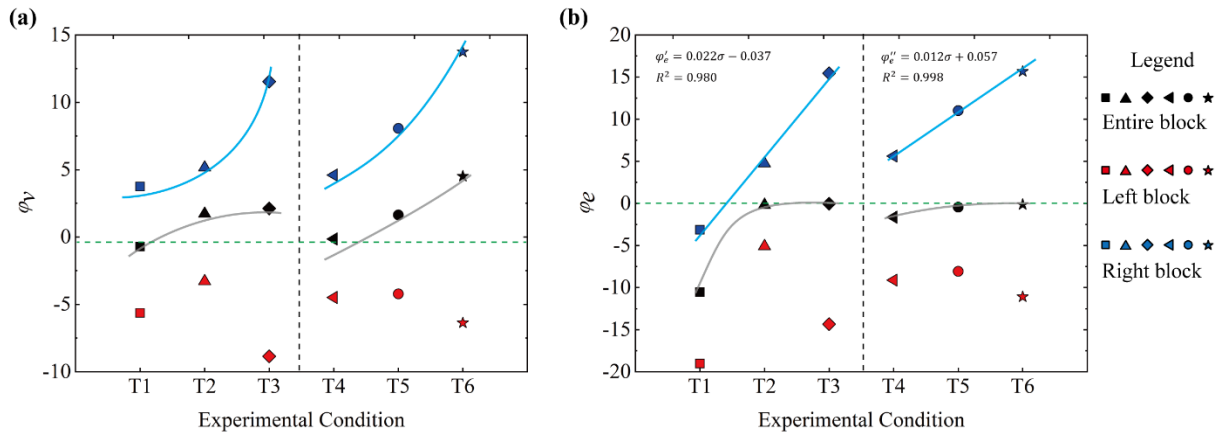 (a)
15
10
5
0
-5
-10
φv
T1 T2 T3 T4 T5 T6
Experimental Condition
(b)
20
15
10
5
0
-5
-10
-15
-20
φe
φe′ = 0.022σ − 0.037
R² = 0.980
φe′′ = 0.012σ + 0.057
R² = 0.998
T1 T2 T3 T4 T5 T6
Experimental Condition
Legend
Entire block
Left block
Right block